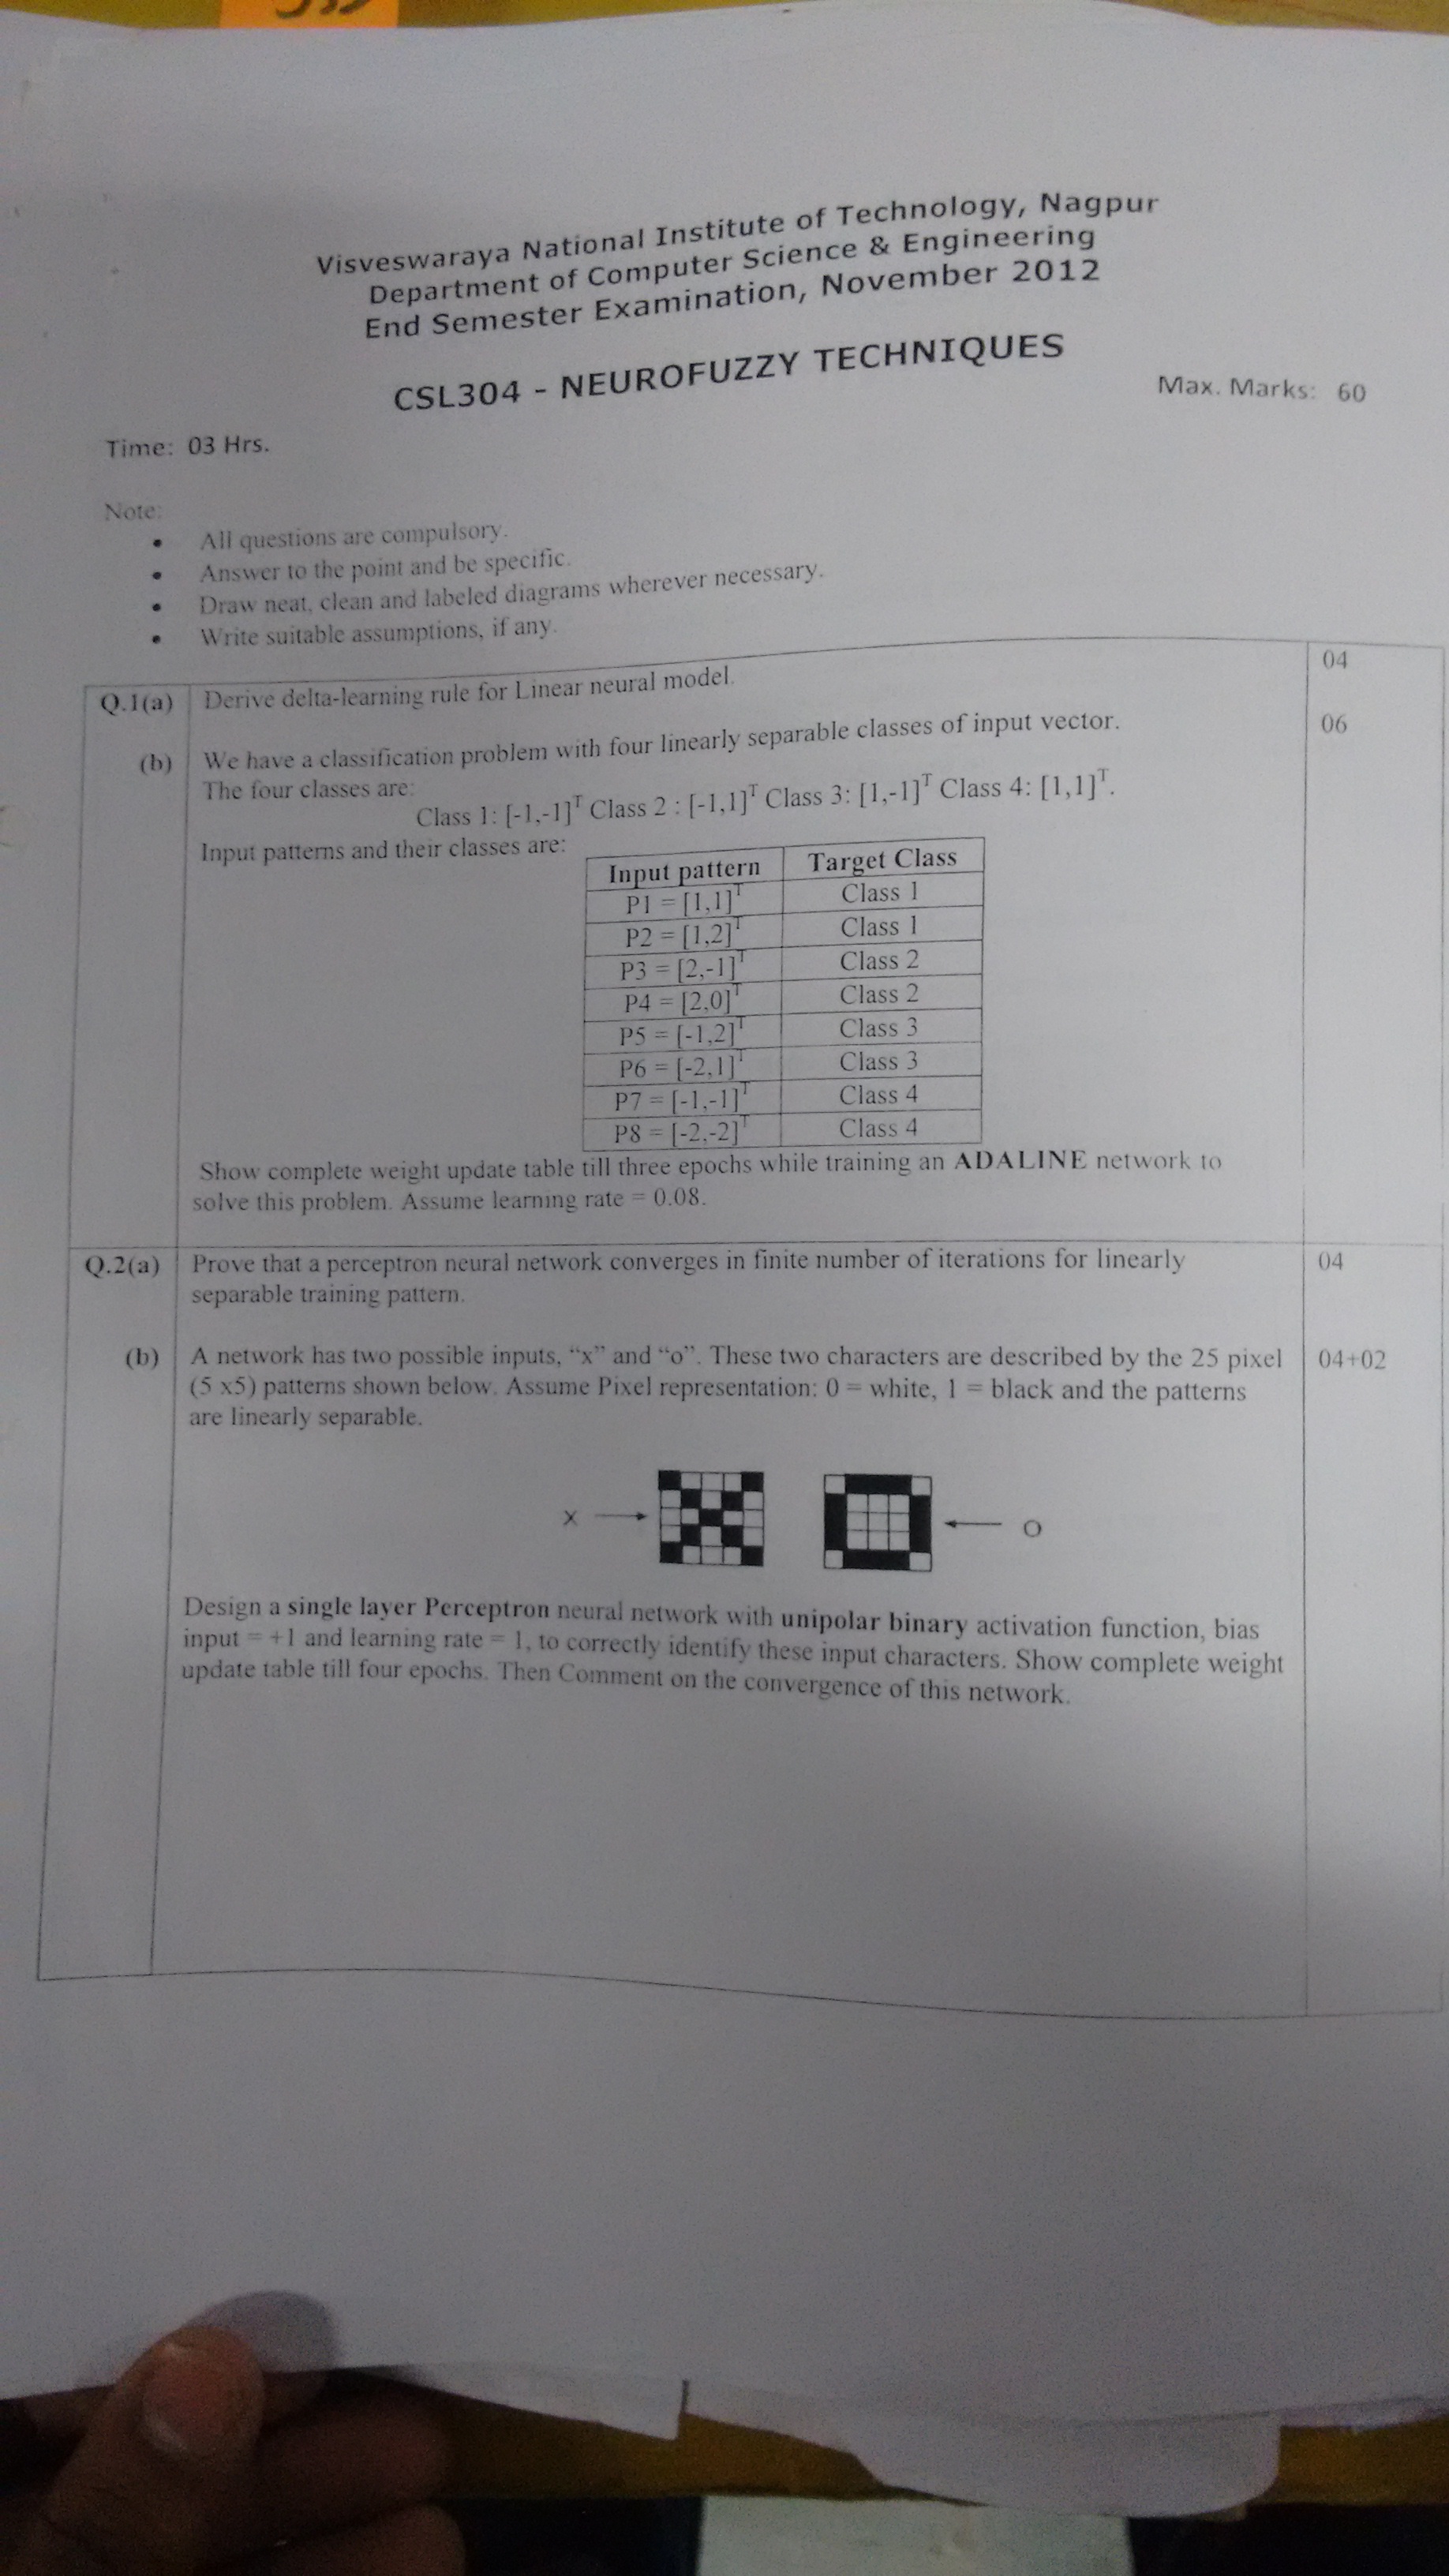 Visveswaraya National Institute of Technology, Nagpur
Department of Computer Science & Engineering
End Semester Examination, November 2012
CSL304 - NEUROFUZZY TECHNIQUES
Max. Marks: 60
Time: 03 Hrs.
Note:
• All questions are compulsory.
• Answer to the point and be specific.
• Draw neat, clean and labeled diagrams wherever necessary.
• Write suitable assumptions, if any.
Q.1(a) Derive delta-learning rule for Linear neural model. 04
(b) We have a classification problem with four linearly separable classes of input vector. 06
The four classes are:
Class 1: [-1,-1]ᵀ Class 2 : [-1,1]ᵀ Class 3: [1,-1]ᵀ Class 4: [1,1]ᵀ.
Input patterns and their classes are:
Input pattern Target Class
P1 = [1,1]ᵀ Class 1
P2 = [1,2]ᵀ Class 1
P3 = [2,-1]ᵀ Class 2
P4 = [2,0]ᵀ Class 2
P5 = [-1,2]ᵀ Class 3
P6 = [-2,1]ᵀ Class 3
P7 = [-1,-1]ᵀ Class 4
P8 = [-2,-2]ᵀ Class 4
Show complete weight update table till three epochs while training an ADALINE network to
solve this problem. Assume learning rate = 0.08.
Q.2(a) Prove that a perceptron neural network converges in finite number of iterations for linearly 04
separable training pattern.
(b) A network has two possible inputs, “x” and “o”. These two characters are described by the 25 pixel 04+02
(5 x5) patterns shown below. Assume Pixel representation: 0 = white, 1 = black and the patterns
are linearly separable.
X O
Design a single layer Perceptron neural network with unipolar binary activation function, bias
input = +1 and learning rate = 1, to correctly identify these input characters. Show complete weight
update table till four epochs. Then Comment on the convergence of this network.